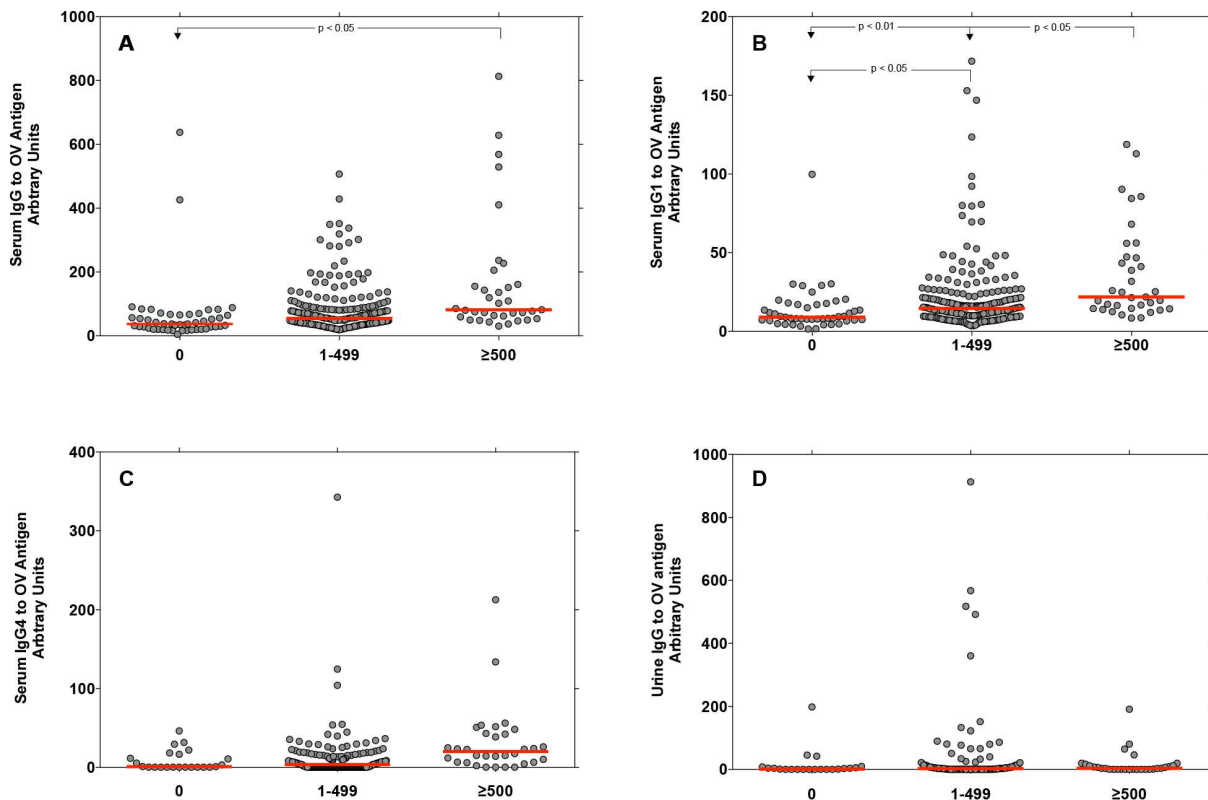 A
Serum IgG to OV Antigen
Arbtrary Units
1000
800
600
400
200
0
p < 0.05
0
1-499
≥500
B
Serum IgG1 to OV Antigen
Arbtrary Units
200
150
100
50
0
p < 0.01
p < 0.05
p < 0.05
0
1-499
≥500
C
Serum IgG4 to OV Antigen
Arbtrary Units
400
300
200
100
0
0
1-499
≥500
D
Urine IgG to OV antigen
Arbitrary Units
1000
800
600
400
200
0
0
1-499
≥500